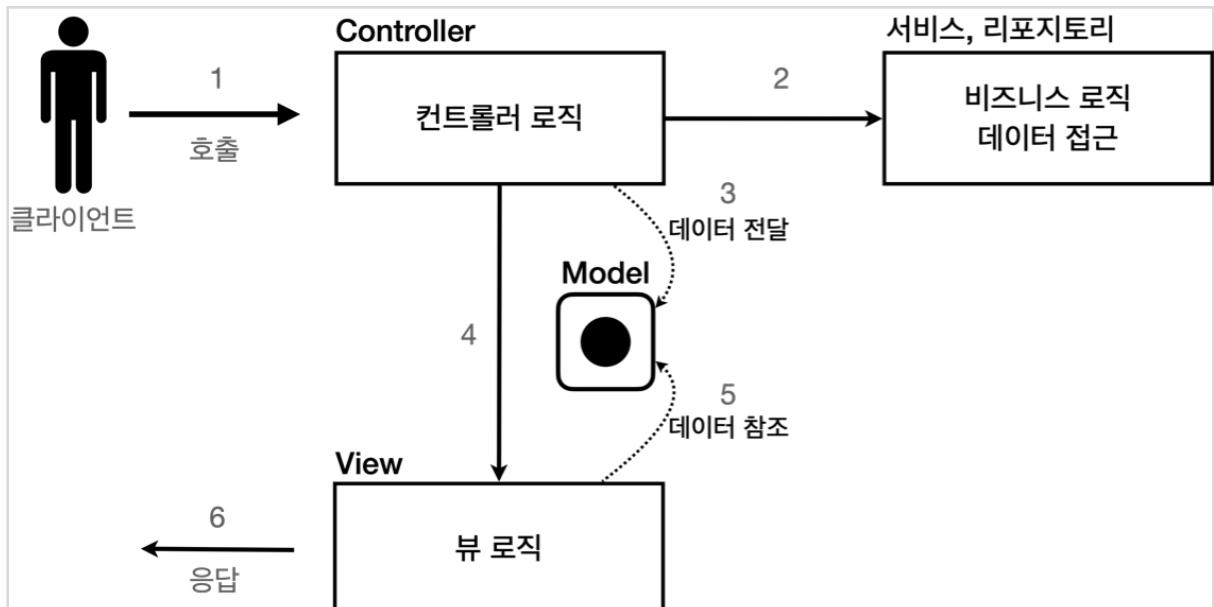 Controller
서비스, 리포지토리
1
호출
컨트롤러 로직
2
비즈니스 로직
데이터 접근
클라이언트
3
데이터 전달
Model
4
5
데이터 참조
View
6
응답
뷰 로직